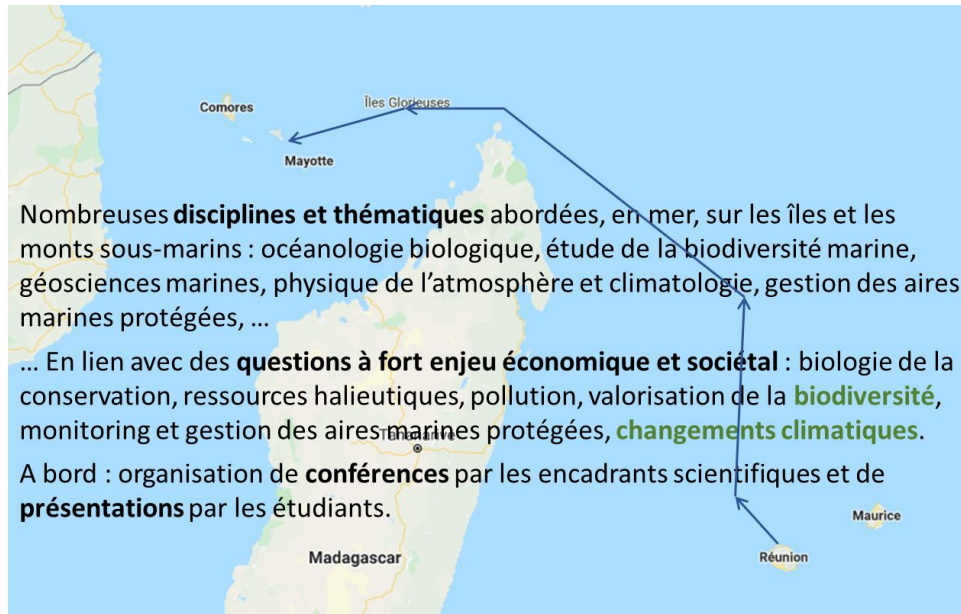 Comores
Îles Glorieuses
Mayotte
Nombreuses disciplines et thématiques abordées, en mer, sur les îles et les
monts sous-marins : océanologie biologique, étude de la biodiversité marine,
géosciences marines, physique de l’atmosphère et climatologie, gestion des aires
marines protégées, ...
... En lien avec des questions à fort enjeu économique et sociétal : biologie de la
conservation, ressources halieutiques, pollution, valorisation de la biodiversité,
monitoring et gestion des aires marines protégées, changements climatiques.
Tananarive
A bord : organisation de conférences par les encadrants scientifiques et de
présentations par les étudiants.
Maurice
Madagascar
Réunion